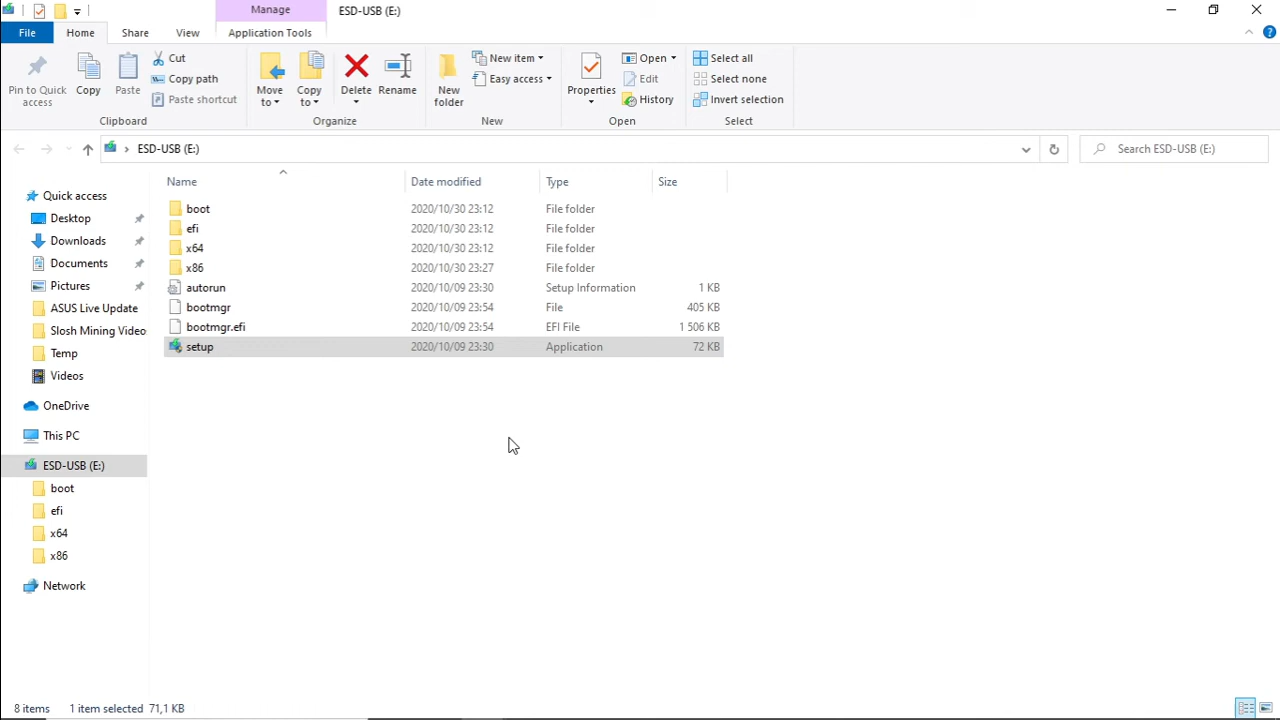 Manage
ESD-USB (E:)
File
Home
Share
View
Application Tools
Pin to Quick access
Copy
Paste
Cut
Copy path
Paste shortcut
Clipboard
Move to
Copy to
Delete
Rename
Organize
New folder
New item
Easy access
New
Properties
Open
Edit
History
Open
Select all
Select none
Invert selection
Select
ESD-USB (E:)
Search ESD-USB (E:)
Name Date modified Type Size
boot 2020/10/30 23:12 File folder
efi 2020/10/30 23:12 File folder
x64 2020/10/30 23:12 File folder
x86 2020/10/30 23:27 File folder
autorun 2020/10/09 23:30 Setup Information 1 KB
bootmgr 2020/10/09 23:54 File 405 KB
bootmgr.efi 2020/10/09 23:54 EFI File 1 506 KB
setup 2020/10/09 23:30 Application 72 KB
Quick access
Desktop
Downloads
Documents
Pictures
ASUS Live Update
Slosh Mining Video
Temp
Videos
OneDrive
This PC
ESD-USB (E:)
boot
efi
x64
x86
Network
8 items 1 item selected 71,1 KB